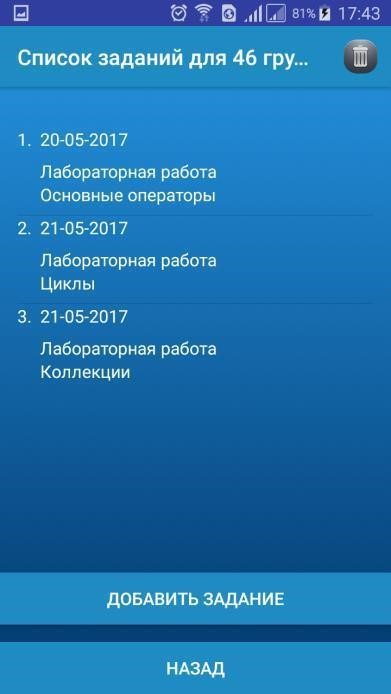 81% 17:43
Список заданий для 46 гру...
1. 20-05-2017
Лабораторная работа
Основные операторы
2. 21-05-2017
Лабораторная работа
Циклы
3. 21-05-2017
Лабораторная работа
Коллекции
ДОБАВИТЬ ЗАДАНИЕ
НАЗАД